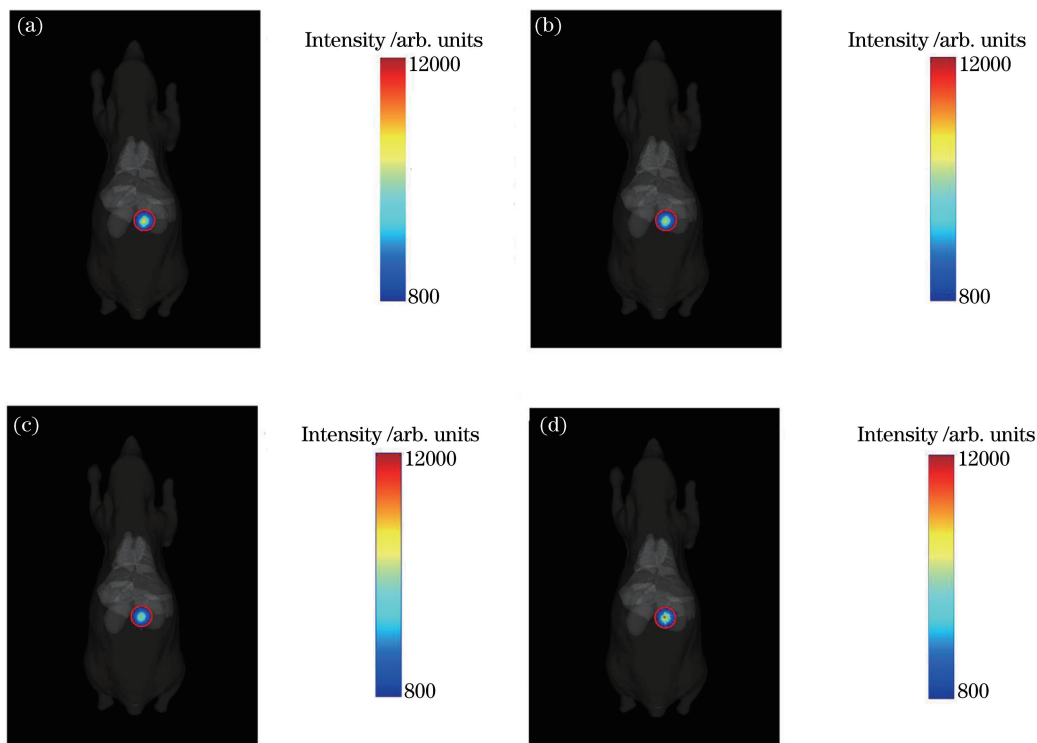 (a)
Intensity /arb. units
12000
800
(b)
Intensity /arb. units
12000
800
(c)
Intensity /arb. units
12000
800
(d)
Intensity /arb. units
12000
800